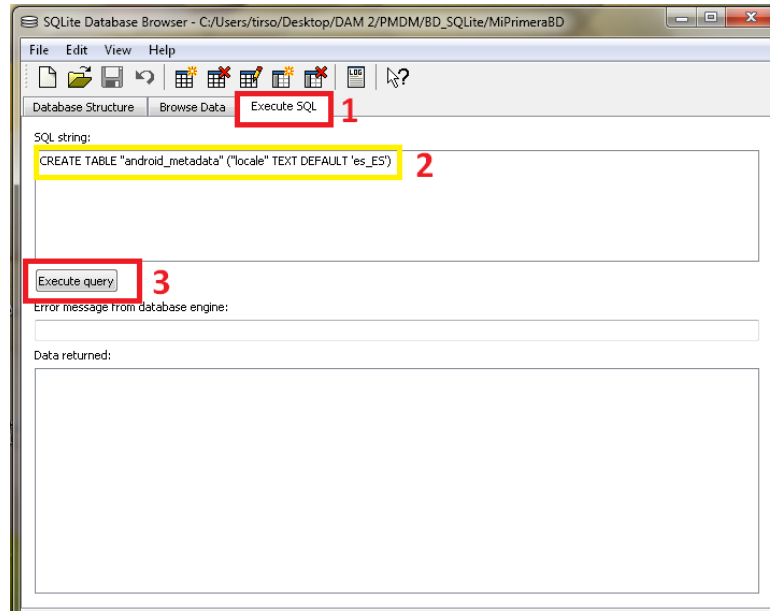 SQLite Database Browser - C:/Users/tirso/Desktop/DAM 2/PMDM/BD_SQLite/MiPrimeraBD
File Edit View Help
LOG
?
Database Structure Browse Data Execute SQL 1
SQL string:
CREATE TABLE "android_metadata" ("locale" TEXT DEFAULT 'es_ES') 2
Execute query 3
Error message from database engine:
Data returned: